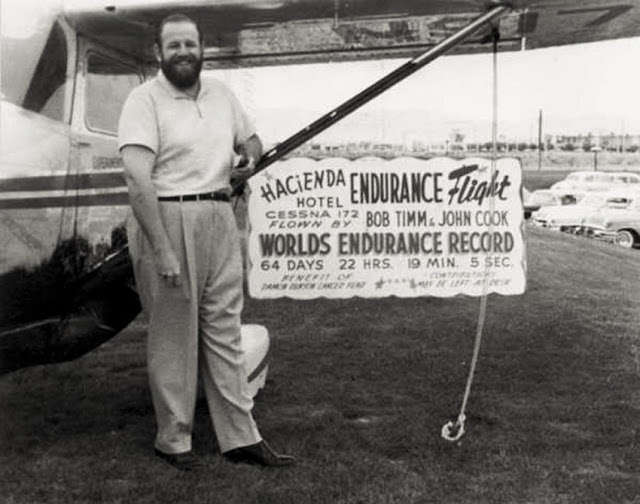 HACiENDA ENDURANCE Flight
HOTEL
CESSNA 172
FLOWN BY BOB TIMM & JOHN COOK
WORLDS ENDURANCE RECORD
64 DAYS 22 HRS. 19 MIN. 5 SEC.
BENEFIT OF CONTRIBUTIONS
DAMON RUNYON CANCER FUND MAY BE LEFT AT DESK
7